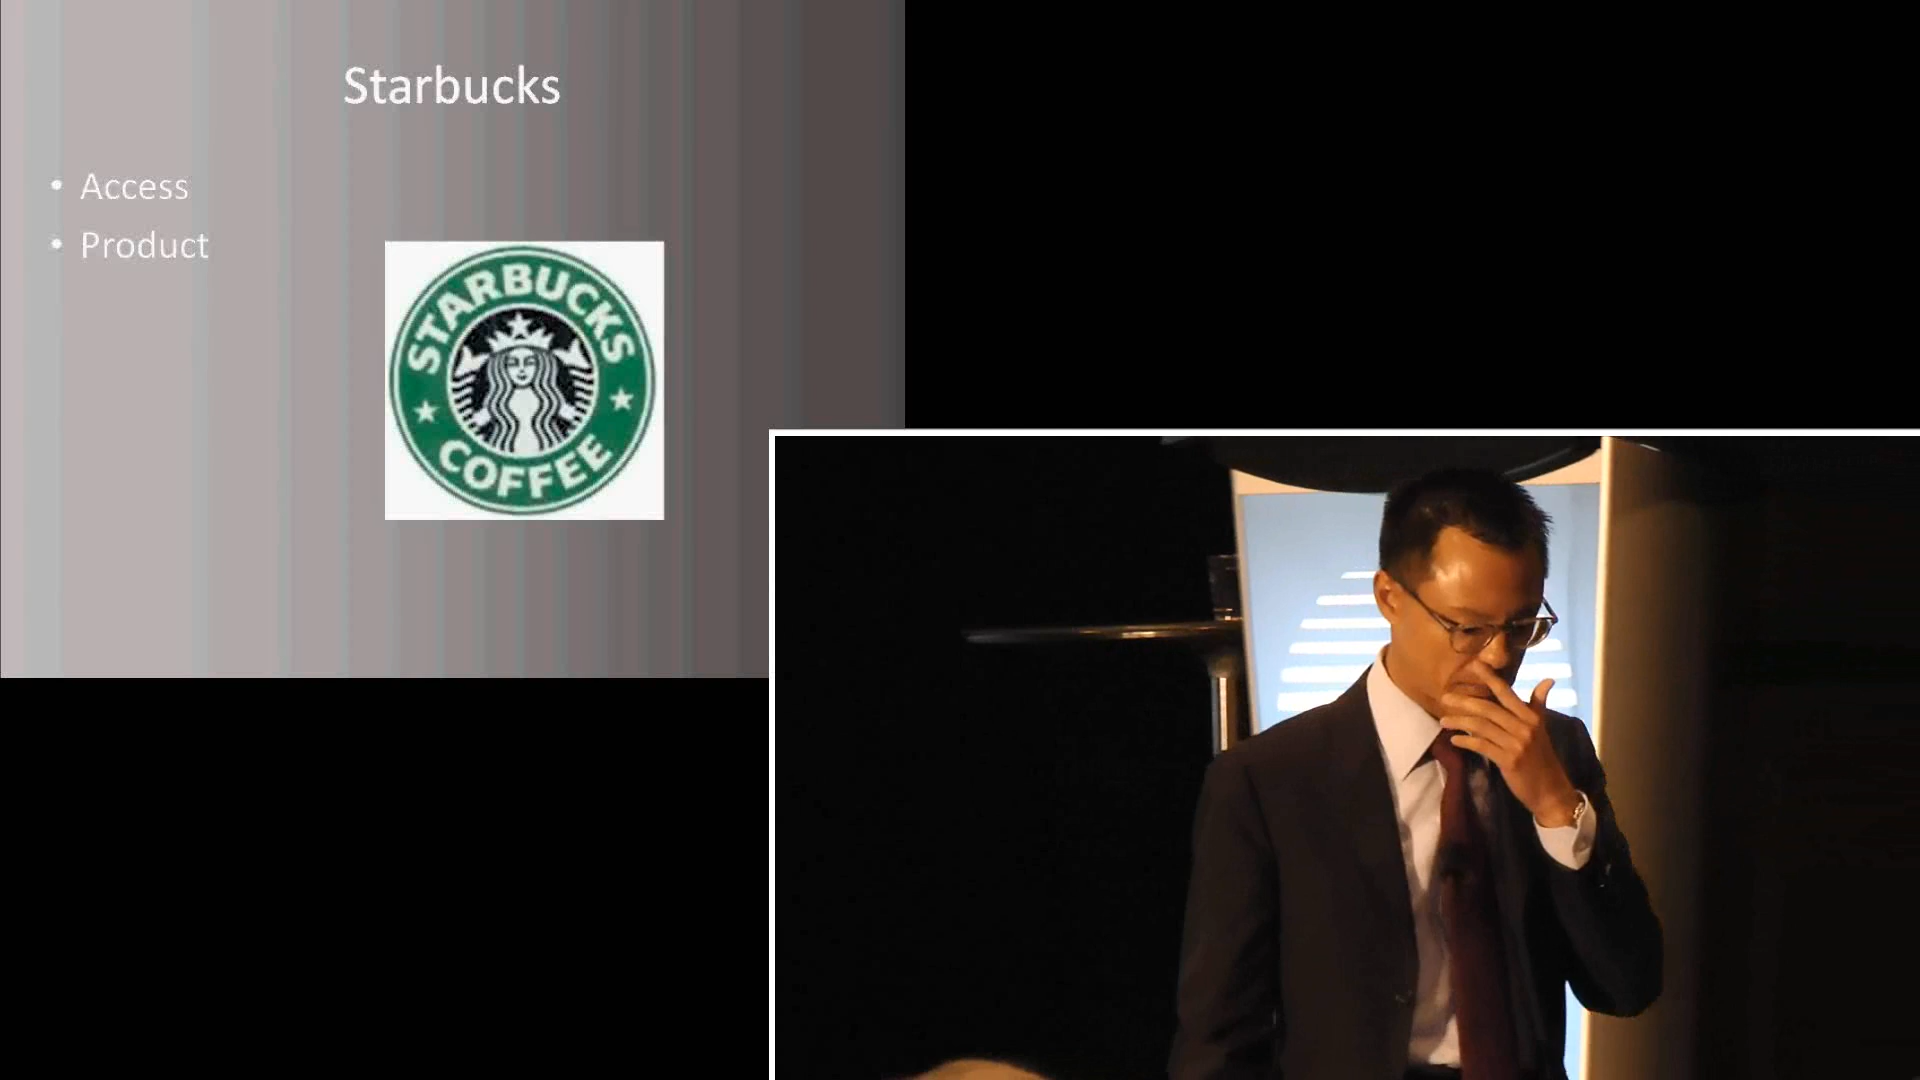 Starbucks
• Access
• Product
STARBUCKS
COFFEE